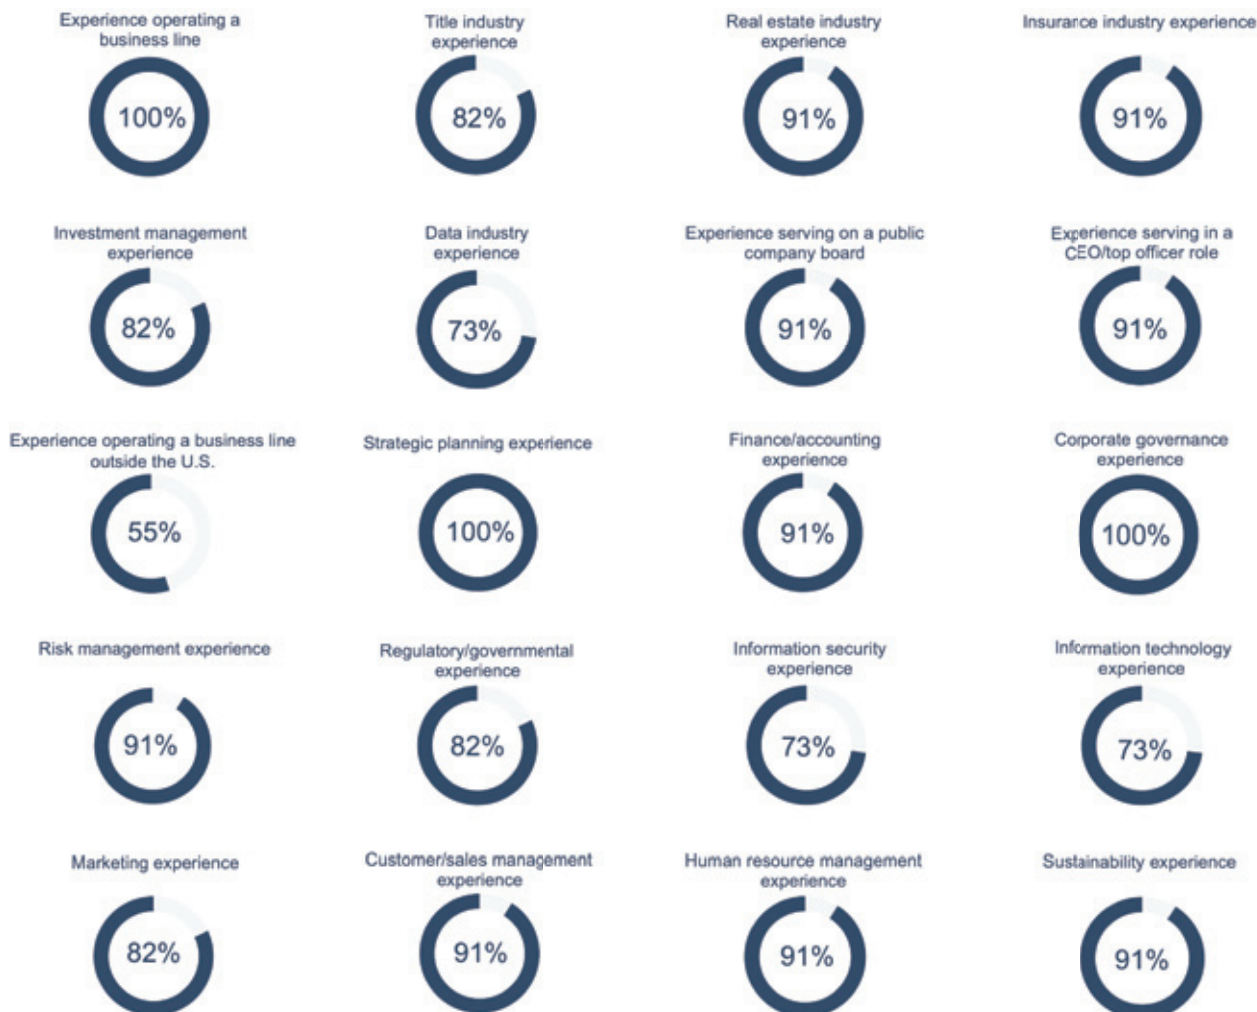 Experience operating a
business line
100%
Title industry
experience
82%
Real estate industry
experience
91%
Insurance industry experience
91%
Investment management
experience
82%
Data industry
experience
73%
Experience serving on a public
company board
91%
Experience serving in a
CEO/top officer role
91%
Experience operating a business line
outside the U.S.
55%
Strategic planning experience
100%
Finance/accounting
experience
91%
Corporate governance
experience
100%
Risk management experience
91%
Regulatory/governmental
experience
82%
Information security
experience
73%
Information technology
experience
73%
Marketing experience
82%
Customer/sales management
experience
91%
Human resource management
experience
91%
Sustainability experience
91%